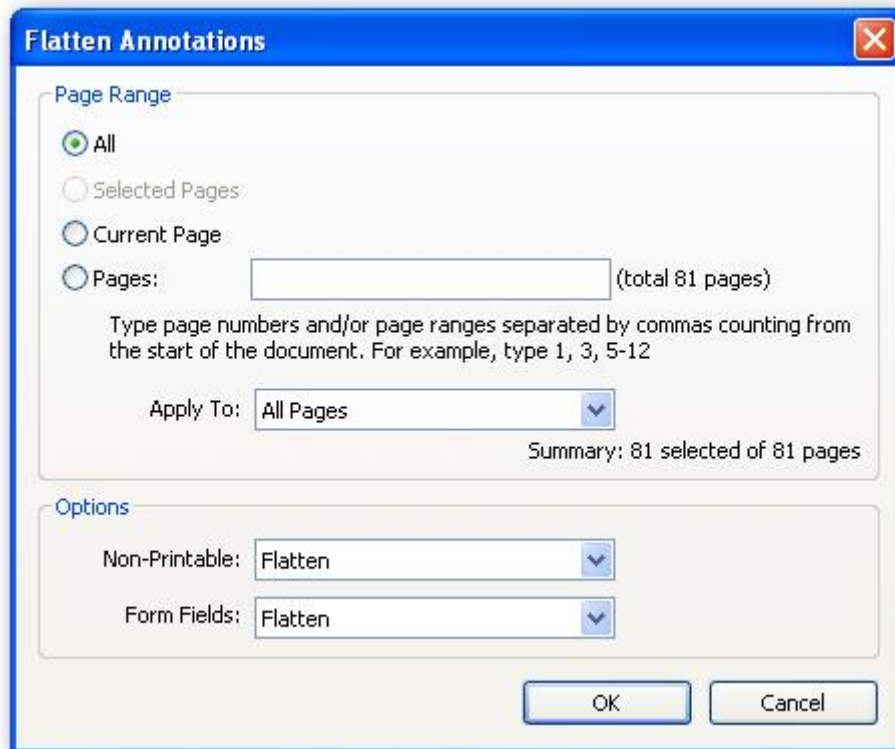 Flatten Annotations
Page Range
All
Selected Pages
Current Page
Pages: (total 81 pages)
Type page numbers and/or page ranges separated by commas counting from
the start of the document. For example, type 1, 3, 5-12
Apply To: All Pages
Summary: 81 selected of 81 pages
Options
Non-Printable: Flatten
Form Fields: Flatten
OK Cancel